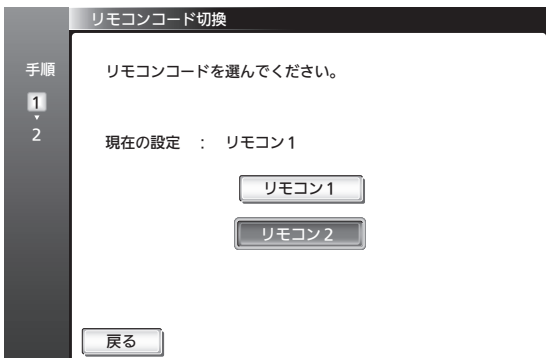 リモコンコード切換
手順
1
2
リモコンコードを選んでください。
現在の設定 : リモコン1
リモコン1
リモコン2
戻る